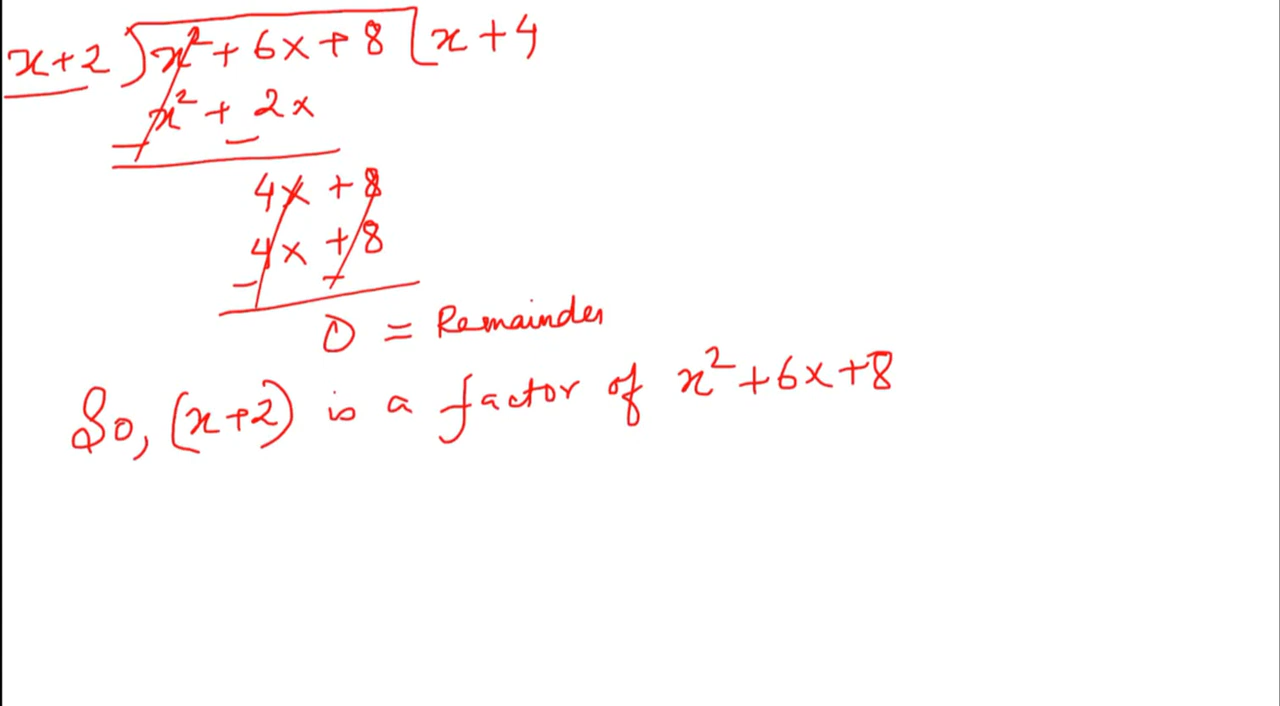 x+2)x²+6x+8(x+4
x²+2x
− −
4x+8
4x+8
− −
0 = Remainder
So, (x+2) is a factor of x²+6x+8